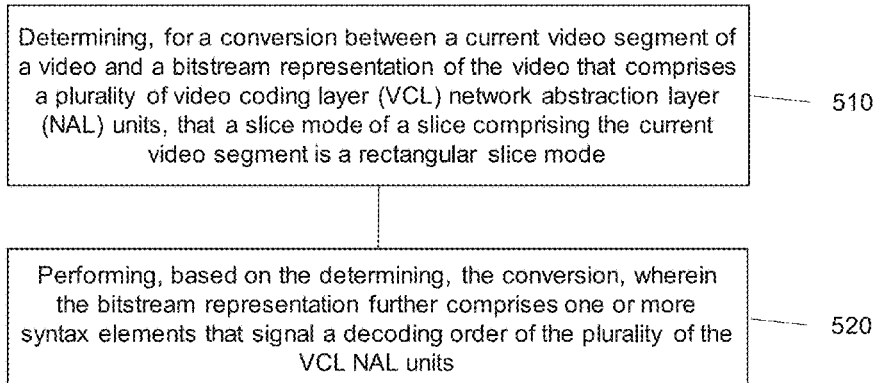 Determining, for a conversion between a current video segment of
a video and a bitstream representation of the video that comprises
a plurality of video coding layer (VCL) network abstraction layer
(NAL) units, that a slice mode of a slice comprising the current
video segment is a rectangular slice mode
510
Performing, based on the determining, the conversion, wherein
the bitstream representation further comprises one or more
syntax elements that signal a decoding order of the plurality of the
VCL NAL units
520